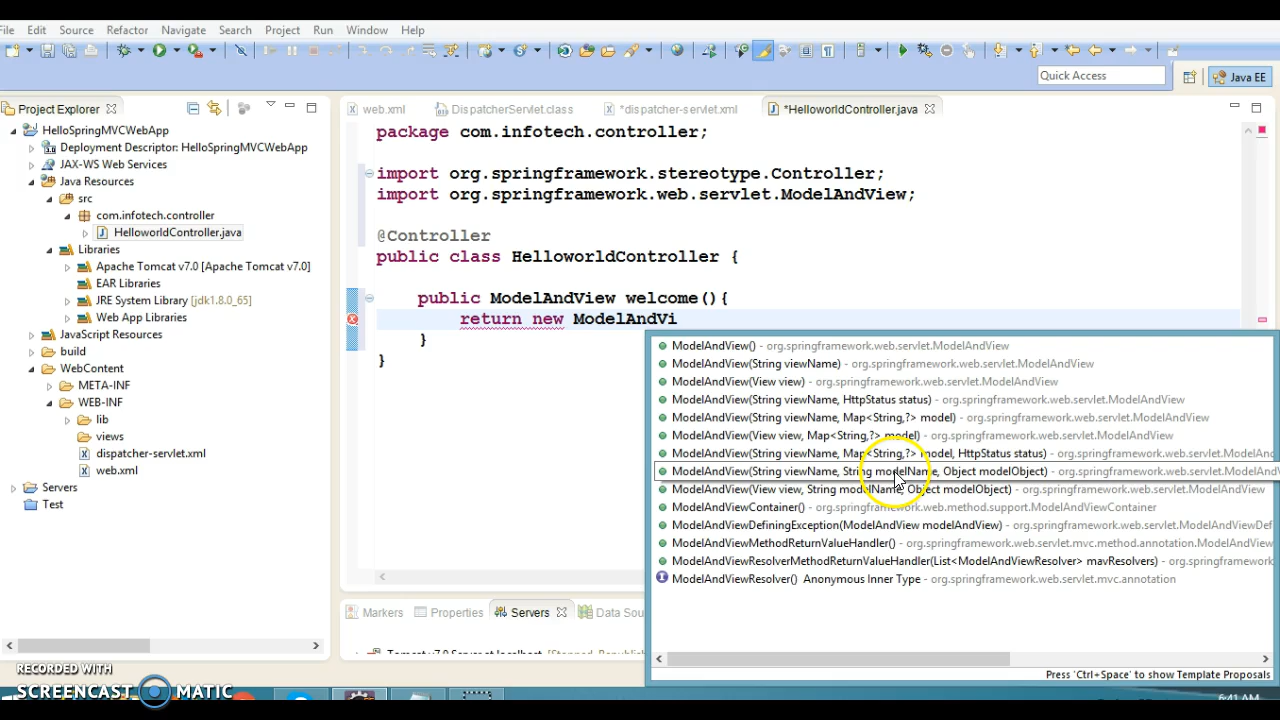 File Edit Source Refactor Navigate Search Project Run Window Help
Quick Access
Java EE
Project Explorer
web.xml DispatcherServlet.class *dispatcher-servlet.xml *HelloworldController.java
HelloSpringMVCWebApp
Deployment Descriptor: HelloSpringMVCWebApp
JAX-WS Web Services
Java Resources
src
com.infotech.controller
HelloworldController.java
Libraries
Apache Tomcat v7.0 [Apache Tomcat v7.0]
EAR Libraries
JRE System Library [jdk1.8.0_65]
Web App Libraries
JavaScript Resources
build
WebContent
META-INF
WEB-INF
lib
views
dispatcher-servlet.xml
web.xml
Servers
Test
package com.infotech.controller;
import org.springframework.stereotype.Controller;
import org.springframework.web.servlet.ModelAndView;
@Controller
public class HelloworldController {
public ModelAndView welcome(){
return new ModelAndVi
}
}
ModelAndView() - org.springframework.web.servlet.ModelAndView
ModelAndView(String viewName) - org.springframework.web.servlet.ModelAndView
ModelAndView(View view) - org.springframework.web.servlet.ModelAndView
ModelAndView(String viewName, HttpStatus status) - org.springframework.web.servlet.ModelAndView
ModelAndView(String viewName, Map<String,?> model) - org.springframework.web.servlet.ModelAndView
ModelAndView(View view, Map<String,?> model) - org.springframework.web.servlet.ModelAndView
ModelAndView(String viewName, Map<String,?> model, HttpStatus status) - org.springframework.web.servlet.ModelAnd
ModelAndView(String viewName, String modelName, Object modelObject) - org.springframework.web.servlet.ModelAndVi
ModelAndView(View view, String modelName, Object modelObject) - org.springframework.web.servlet.ModelAndView
ModelAndViewContainer() - org.springframework.web.method.support.ModelAndViewContainer
ModelAndViewDefiningException(ModelAndView modelAndView) - org.springframework.web.servlet.ModelAndViewDef
ModelAndViewMethodReturnValueHandler() - org.springframework.web.servlet.mvc.method.annotation.ModelAndView
ModelAndViewResolverMethodReturnValueHandler(List<ModelAndViewResolver> mavResolvers) - org.springframework
ModelAndViewResolver() Anonymous Inner Type - org.springframework.web.servlet.mvc.annotation
Press 'Ctrl+Space' to show Template Proposals
Markers Properties Servers Data Sou
RECORDED WITH
SCREENCAST MATIC
6:41 AM